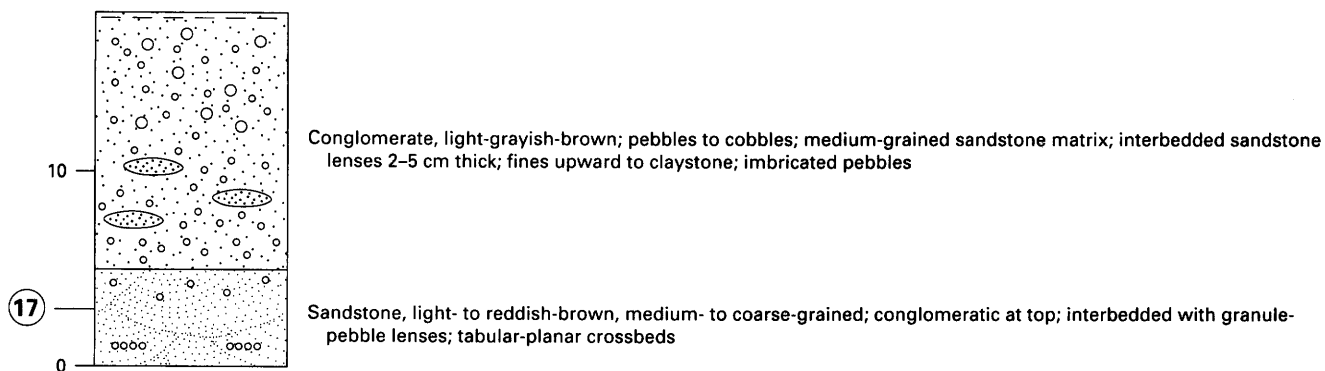 Conglomerate, light-grayish-brown; pebbles to cobbles; medium-grained sandstone matrix; interbedded sandstone
lenses 2–5 cm thick; fines upward to claystone; imbricated pebbles
10
17
Sandstone, light- to reddish-brown, medium- to coarse-grained; conglomeratic at top; interbedded with granule-
pebble lenses; tabular-planar crossbeds
0